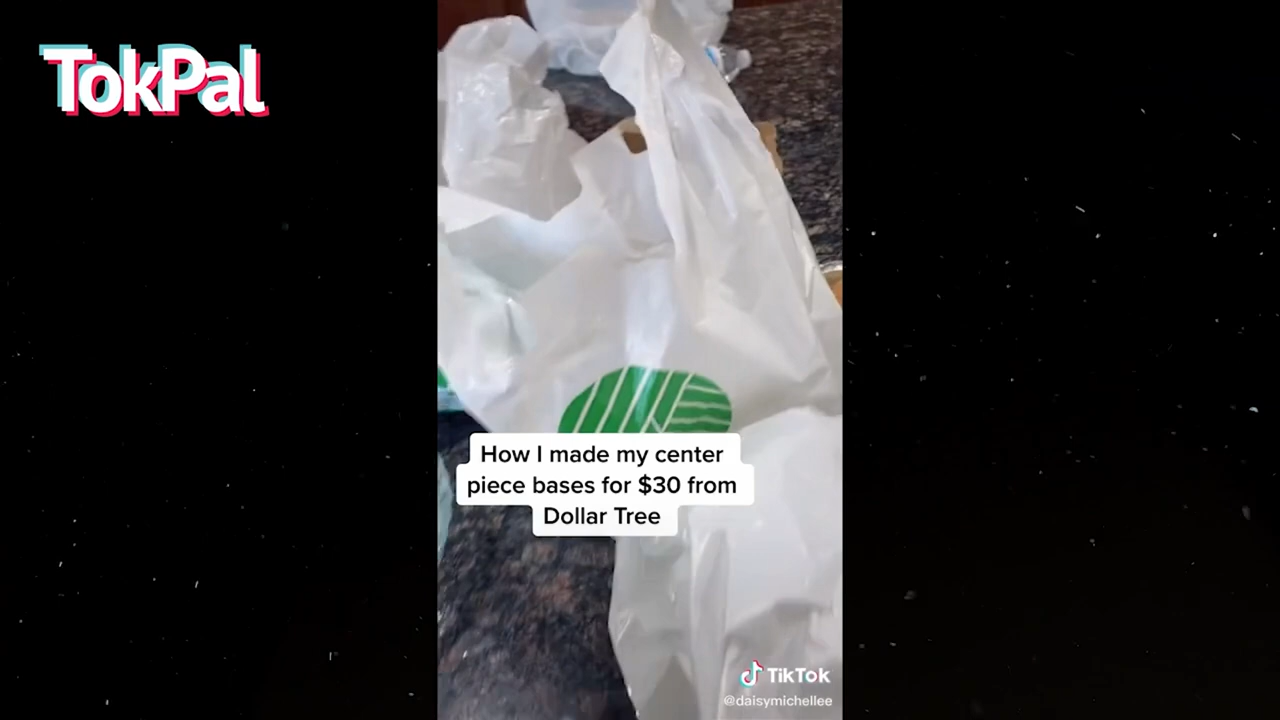 TokPal
How I made my center
piece bases for $30 from
Dollar Tree
TikTok
@daisymichellee